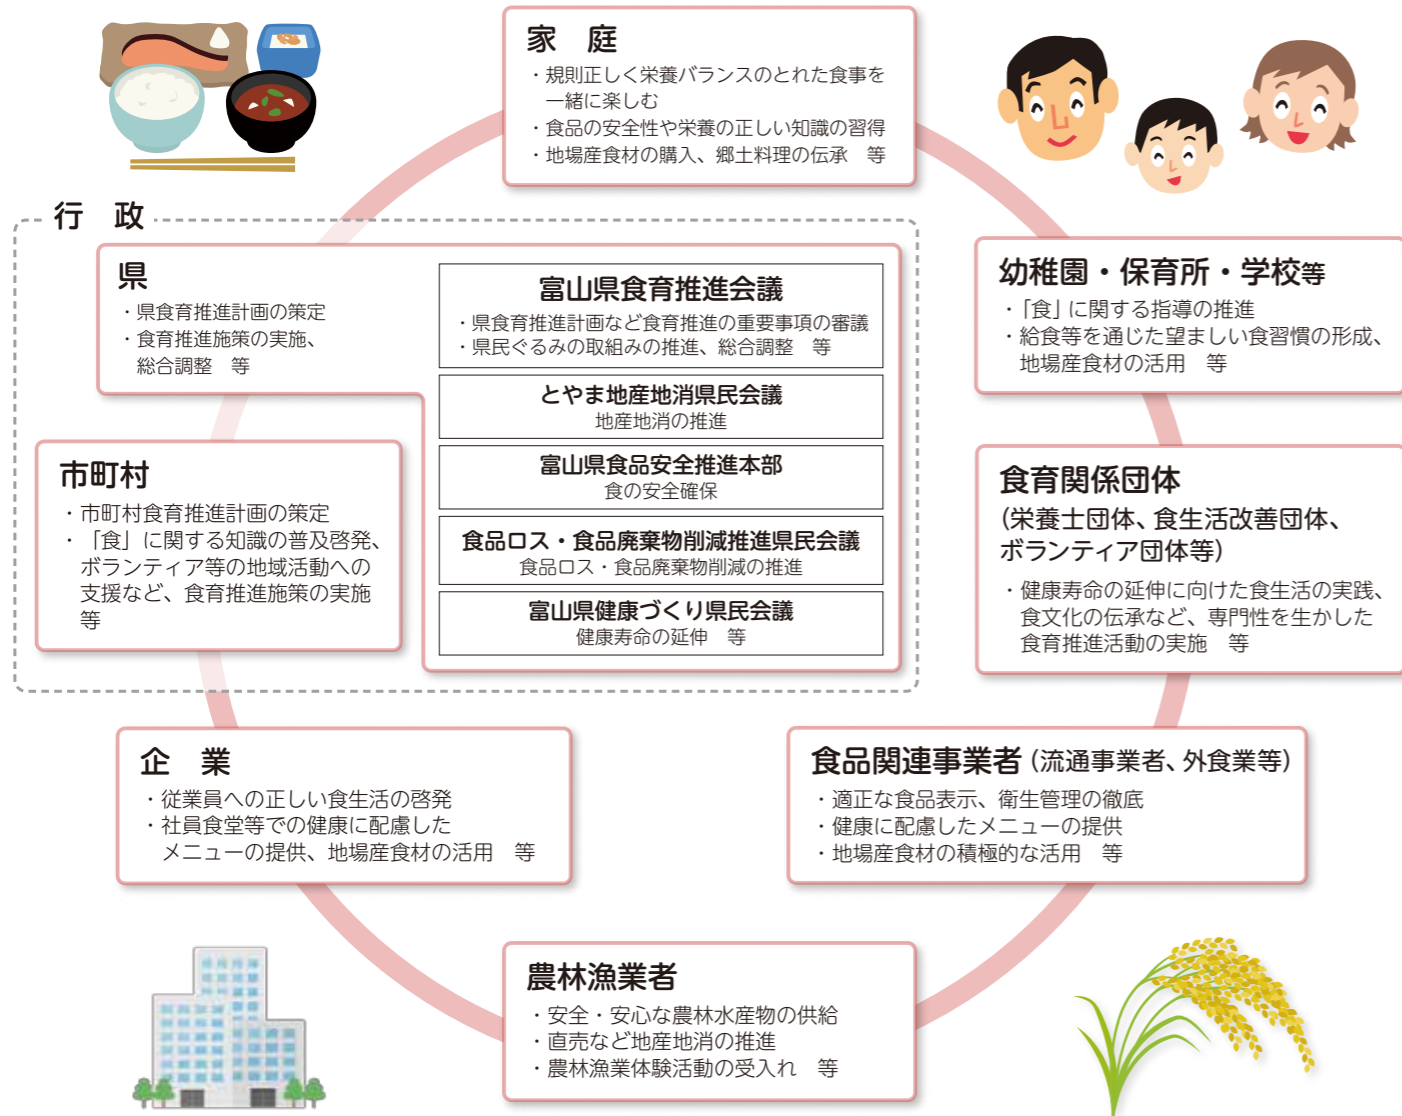 家　庭
・規則正しく栄養バランスのとれた食事を
一緒に楽しむ
・食品の安全性や栄養の正しい知識の習得
・地場産食材の購入、郷土料理の伝承　等
行　政
県
・県食育推進計画の策定
・食育推進施策の実施、
総合調整　等
富山県食育推進会議
・県食育推進計画など食育推進の重要事項の審議
・県民ぐるみの取組みの推進、総合調整　等
とやま地産地消県民会議
地産地消の推進
富山県食品安全推進本部
食の安全確保
食品ロス・食品廃棄物削減推進県民会議
食品ロス・食品廃棄物削減の推進
富山県健康づくり県民会議
健康寿命の延伸　等
市町村
・市町村食育推進計画の策定
・「食」に関する知識の普及啓発、
ボランティア等の地域活動への
支援など、食育推進施策の実施
等
幼稚園・保育所・学校等
・「食」に関する指導の推進
・給食等を通じた望ましい食習慣の形成、
地場産食材の活用　等
食育関係団体
(栄養士団体、食生活改善団体、
ボランティア団体等)
・健康寿命の延伸に向けた食生活の実践、
食文化の伝承など、専門性を生かした
食育推進活動の実施　等
企　業
・従業員への正しい食生活の啓発
・社員食堂等での健康に配慮した
メニューの提供、地場産食材の活用　等
食品関連事業者 (流通事業者、外食業等)
・適正な食品表示、衛生管理の徹底
・健康に配慮したメニューの提供
・地場産食材の積極的な活用　等
農林漁業者
・安全・安心な農林水産物の供給
・直売など地産地消の推進
・農林漁業体験活動の受入れ　等